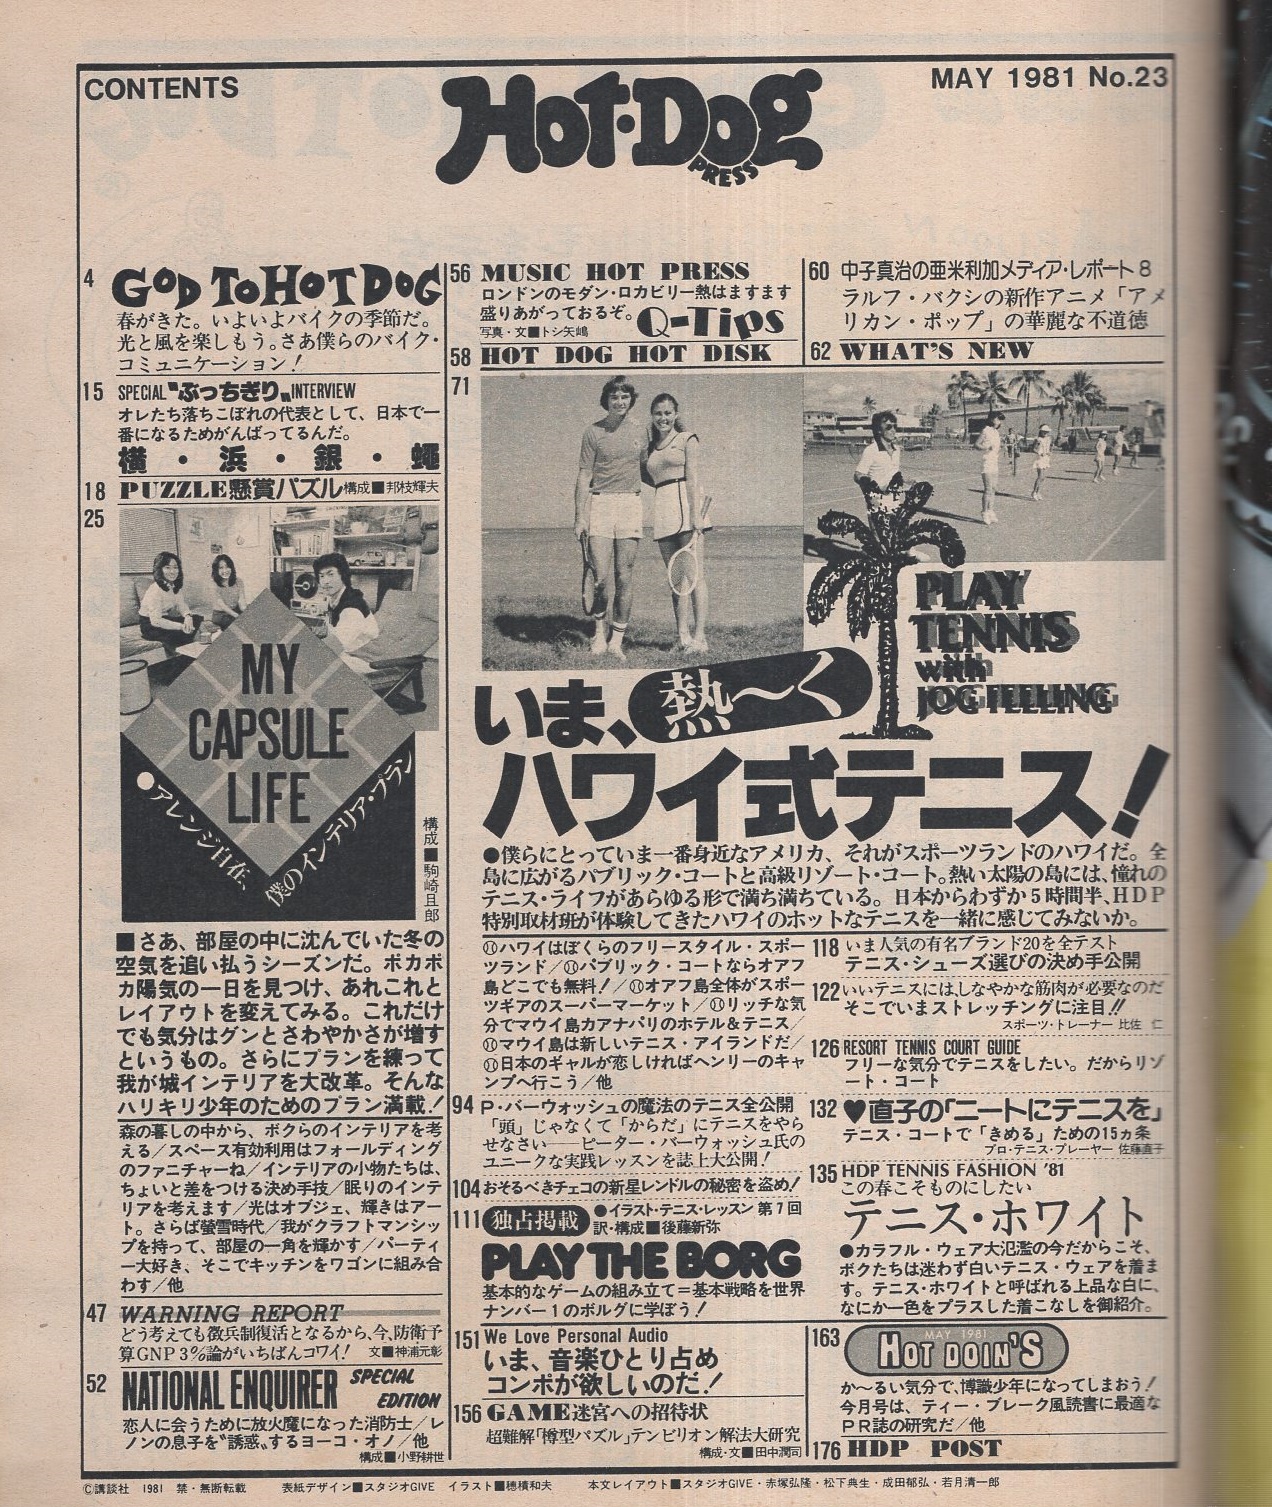 CONTENTS
Hot・Dog
PRESS
MAY 1981 No.23
4
GOD TO HOT DOG
春がきた。いよいよバイクの季節だ。
光と風を楽しもう。さあ僕らのバイク・
コミュニケーション！
15
SPECIAL〝ぶっちぎり〟INTERVIEW
オレたち落ちこぼれの代表として、日本で一
番になるためがんばってるんだ。
横・浜・銀・蠅
18
PUZZLE懸賞パズル構成■邦枝輝夫
25
MY
CAPSULE
LIFE
●アレンジ自在、
僕のインテリア・プラン
構成■駒崎且郎
■さあ、部屋の中に沈んでいた冬の
空気を追い払うシーズンだ。ポカポ
カ陽気の一日を見つけ、あれこれと
レイアウトを変えてみる。これだけ
でも気分はグンとさわやかさが増す
というもの。さらにプランを練って
我が城インテリアを大改革。そんな
ハリキリ少年のためのプラン満載！
森の暮しの中から、ボクらのインテリアを考
える／スペース有効利用はフォールディング
のファニチャーね／インテリアの小物たちは、
ちょいと差をつける決め手技／眠りのインテ
リアを考えます／光はオブジェ、輝きはアー
ト。さらば螢雪時代／我がクラフトマンシッ
プを持って、部屋の一角を輝かす／パーティ
ー大好き、そこでキッチンをワゴンに組み合
わす／他
47
WARNING REPORT
どう考えても徴兵制復活となるから、今、防衛予
算GNP3％論がいちばんコワイ！ 文■神浦元彰
52
NATIONAL ENQUIRER SPECIAL
EDITION
恋人に会うために放火魔になった消防士／レ
ノンの息子を〝誘惑〟するヨーコ・オノ／他
構成■小野耕世
56
MUSIC HOT PRESS
ロンドンのモダン・ロカビリー熱はますます
盛りあがっておるぞ。
写真・文■トシ矢嶋
Q-Tips
58
HOT DOG HOT DISK
60
中子真治の亜米利加メディア・レポート8
ラルフ・バクシの新作アニメ「アメ
リカン・ポップ」の華麗な不道徳
62
WHAT'S NEW
71
PLAY
TENNIS
with
JOG FEELING
いま、熱〜く
ハワイ式テニス！
●僕らにとっていま一番身近なアメリカ、それがスポーツランドのハワイだ。全
島に広がるパブリック・コートと高級リゾート・コート。熱い太陽の島には、憧れの
テニス・ライフがあらゆる形で満ち満ちている。日本からわずか5時間半、HDP
特別取材班が体験してきたハワイのホットなテニスを一緒に感じてみないか。
ハワイはぼくらのフリースタイル・スポー
ツランド／パブリック・コートならオアフ
島どこでも無料！／オアフ島全体がスポー
ツギアのスーパーマーケット／リッチな気
分でマウイ島カアナパリのホテル＆テニス／
マウイ島は新しいテニス・アイランドだ／
日本のギャルが恋しければヘンリーのキャ
ンプへ行こう／他
94
P・バーウォッシュの魔法のテニス全公開
「頭」じゃなくて「からだ」にテニスをやら
せなさい――ピーター・バーウォッシュ氏の
ユニークな実践レッスンを誌上大公開！
104
おそるべきチェコの新星レンドルの秘密を盗め！
111
独占掲載
●イラスト・テニス・レッスン 第7回
訳・構成■後藤新弥
PLAY THE BORG
基本的なゲームの組み立て＝基本戦略を世界
ナンバー1のボルグに学ぼう！
151
We Love Personal Audio
いま、音楽ひとり占め
コンポが欲しいのだ！
156
GAME迷宮への招待状
超難解「樽型パズル」テンビリオン解法大研究
構成・文■田中潤司
118
いま人気の有名ブランド20を全テスト
テニス・シューズ選びの決め手公開
122
いいテニスにはしなやかな筋肉が必要なのだ
そこでいまストレッチングに注目！！
スポーツ・トレーナー 比佐 仁
126
RESORT TENNIS COURT GUIDE
フリーな気分でテニスをしたい。だからリゾ
ート・コート
132
♥直子の「ニートにテニスを」
テニス・コートで「きめる」ための15ヵ条
プロ・テニス・プレーヤー 佐藤直子
135
HDP TENNIS FASHION '81
この春こそものにしたい
テニス・ホワイト
●カラフル・ウェア大氾濫の今だからこそ、
ボクたちは迷わず白いテニス・ウェアを着ま
す。テニス・ホワイトと呼ばれる上品な白に、
なにか一色をプラスした着こなしを御紹介。
163
MAY 1981
HOT DOIN'S
か〜るい気分で、博識少年になってしまおう！
今月号は、ティー・ブレーク風読書に最適な
PR誌の研究だ／他
176
HDP POST
©講談社 1981 禁・無断転載 表紙デザイン■スタジオGIVE イラスト■穂積和夫 本文レイアウト■スタジオGIVE・赤塚弘隆・松下典生・成田郁弘・若月清一郎